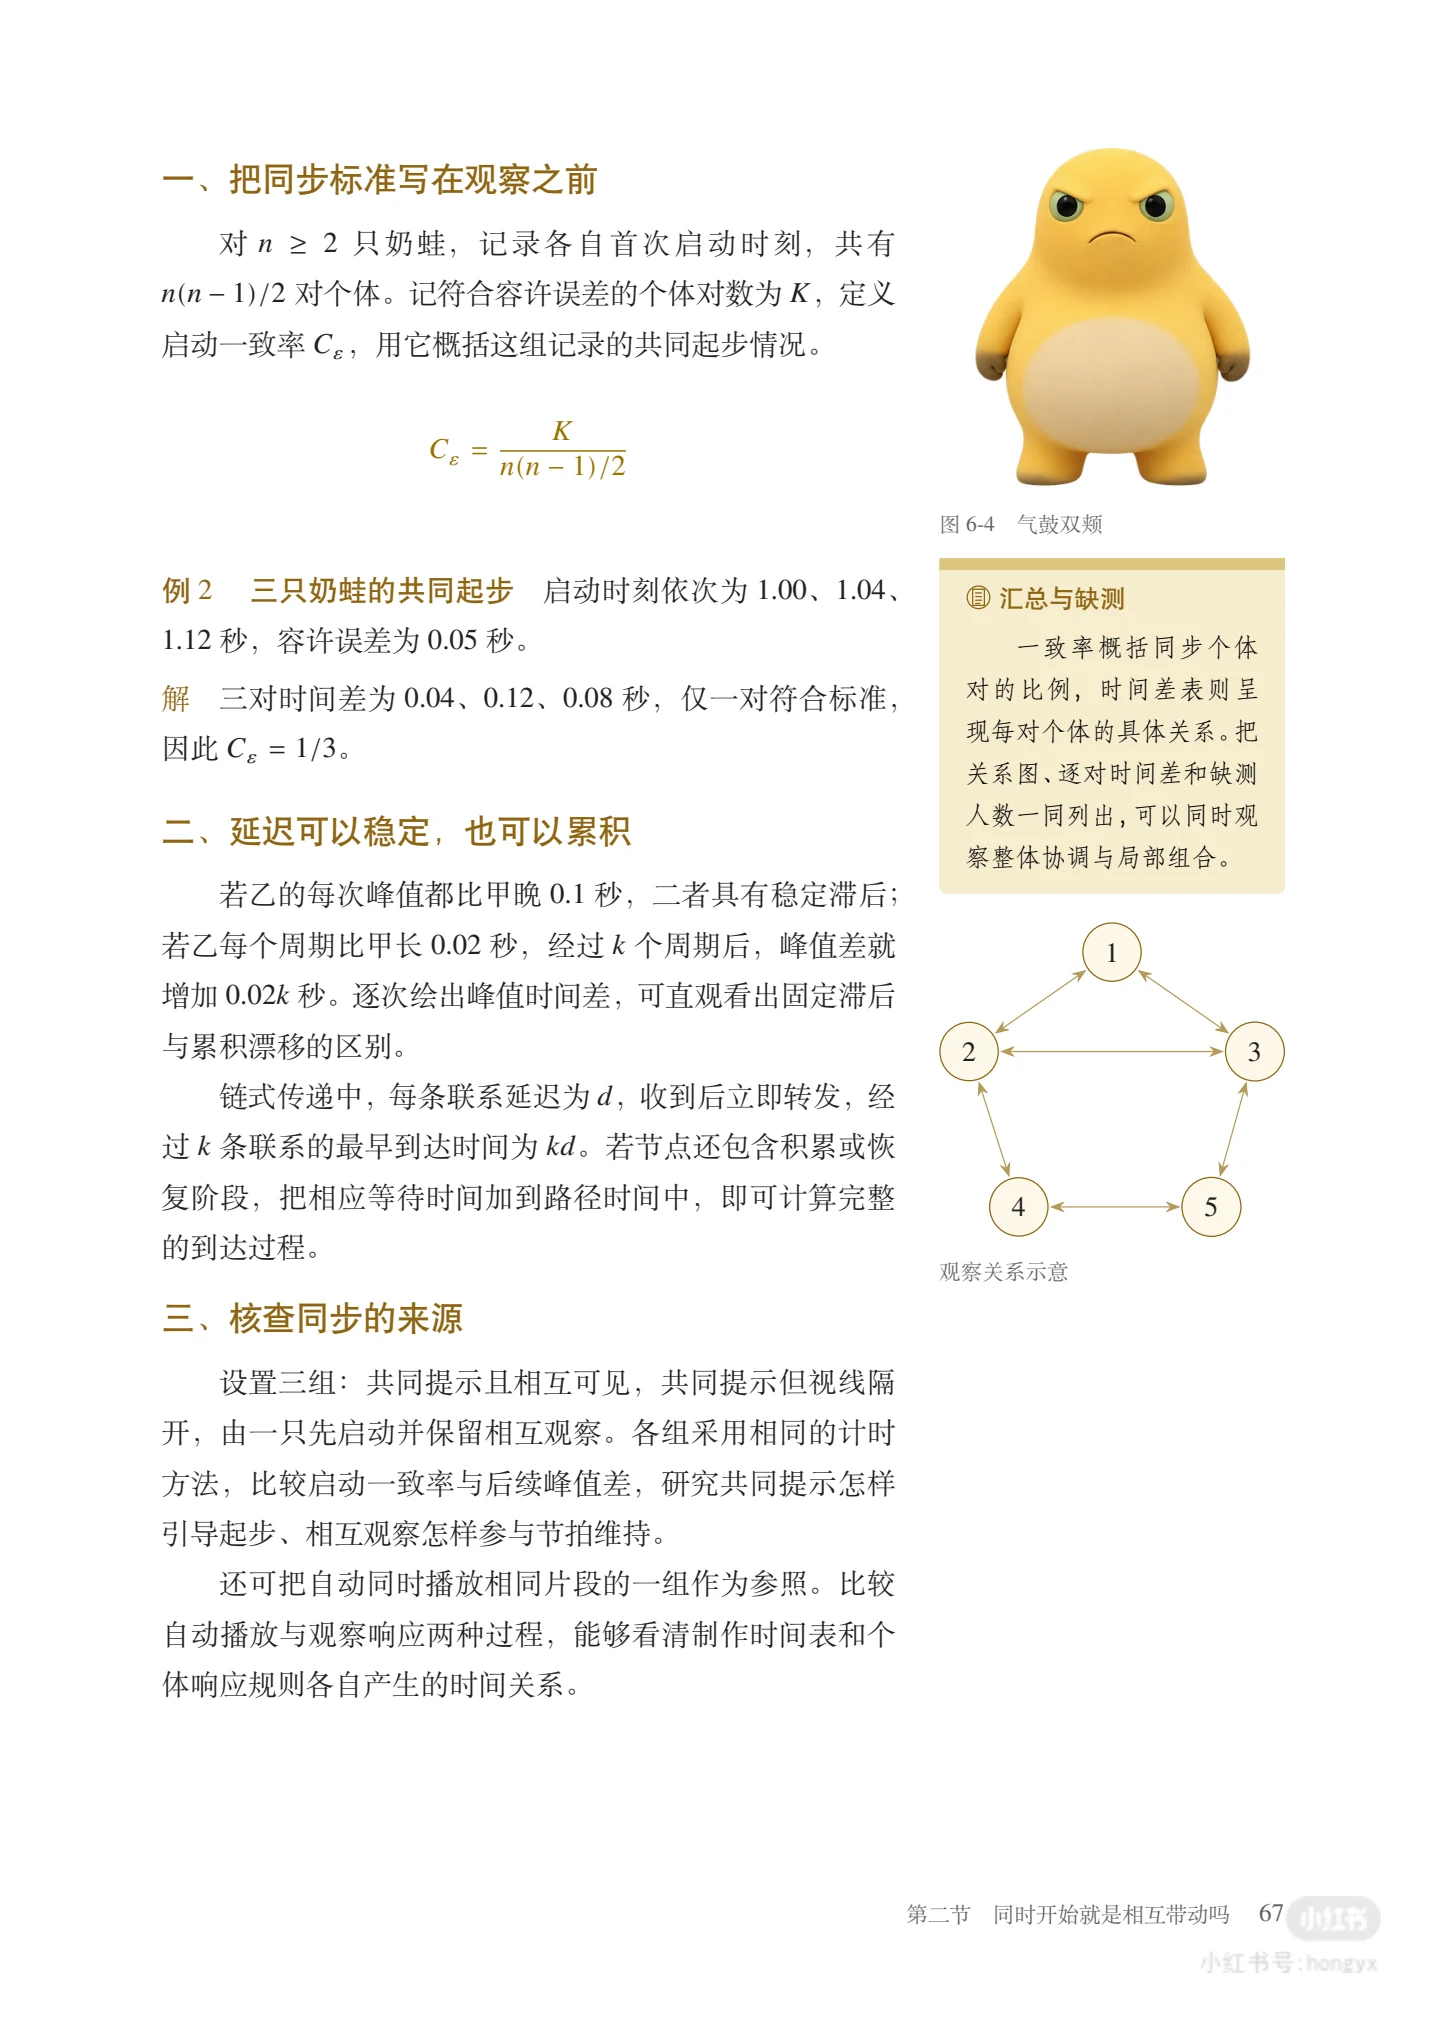 一、把同步标准写在观察之前
对 n ≥ 2 只奶蛙，记录各自首次启动时刻，共有
n(n − 1)/2 对个体。记符合容许误差的个体对数为 K，定义
启动一致率 Cε，用它概括这组记录的共同起步情况。
Cε = K / n(n − 1)/2
例 2 三只奶蛙的共同起步 启动时刻依次为 1.00、1.04、
1.12 秒，容许误差为 0.05 秒。
解 三对时间差为 0.04、0.12、0.08 秒，仅一对符合标准，
因此 Cε = 1/3。
二、延迟可以稳定，也可以累积
若乙的每次峰值都比甲晚 0.1 秒，二者具有稳定滞后；
若乙每个周期比甲长 0.02 秒，经过 k 个周期后，峰值差就
增加 0.02k 秒。逐次绘出峰值时间差，可直观看出固定滞后
与累积漂移的区别。
链式传递中，每条联系延迟为 d，收到后立即转发，经
过 k 条联系的最早到达时间为 kd。若节点还包含积累或恢
复阶段，把相应等待时间加到路径时间中，即可计算完整
的到达过程。
三、核查同步的来源
设置三组：共同提示且相互可见，共同提示但视线隔
开，由一只先启动并保留相互观察。各组采用相同的计时
方法，比较启动一致率与后续峰值差，研究共同提示怎样
引导起步、相互观察怎样参与节拍维持。
还可把自动同时播放相同片段的一组作为参照。比较
自动播放与观察响应两种过程，能够看清制作时间表和个
体响应规则各自产生的时间关系。
图 6-4 气鼓双颊
汇总与缺测
一致率概括同步个体
对的比例，时间差表则呈
现每对个体的具体关系。把
关系图、逐对时间差和缺测
人数一同列出，可以同时观
察整体协调与局部组合。
1
2
3
4
5
观察关系示意
第二节 同时开始就是相互带动吗 67
小红书
小红书号:hongyx